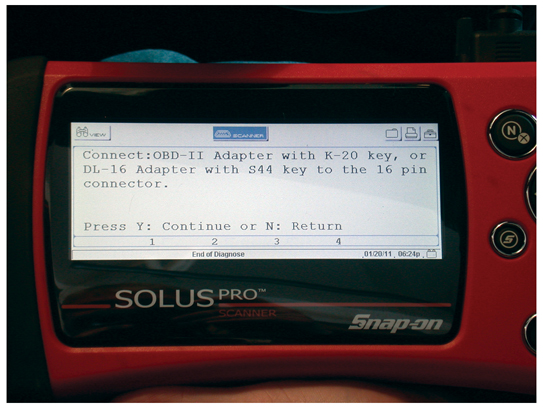 VIEW SCANNER
Connect:OBD-II Adapter with K-20 key, or
DL-16 Adapter with S44 key to the 16 pin
connector.
Press Y: Continue or N: Return
1 2 3 4
End of Diagnose 01/20/11 06:24p
N X
S
SOLUS PRO™
SCANNER
Snap-on